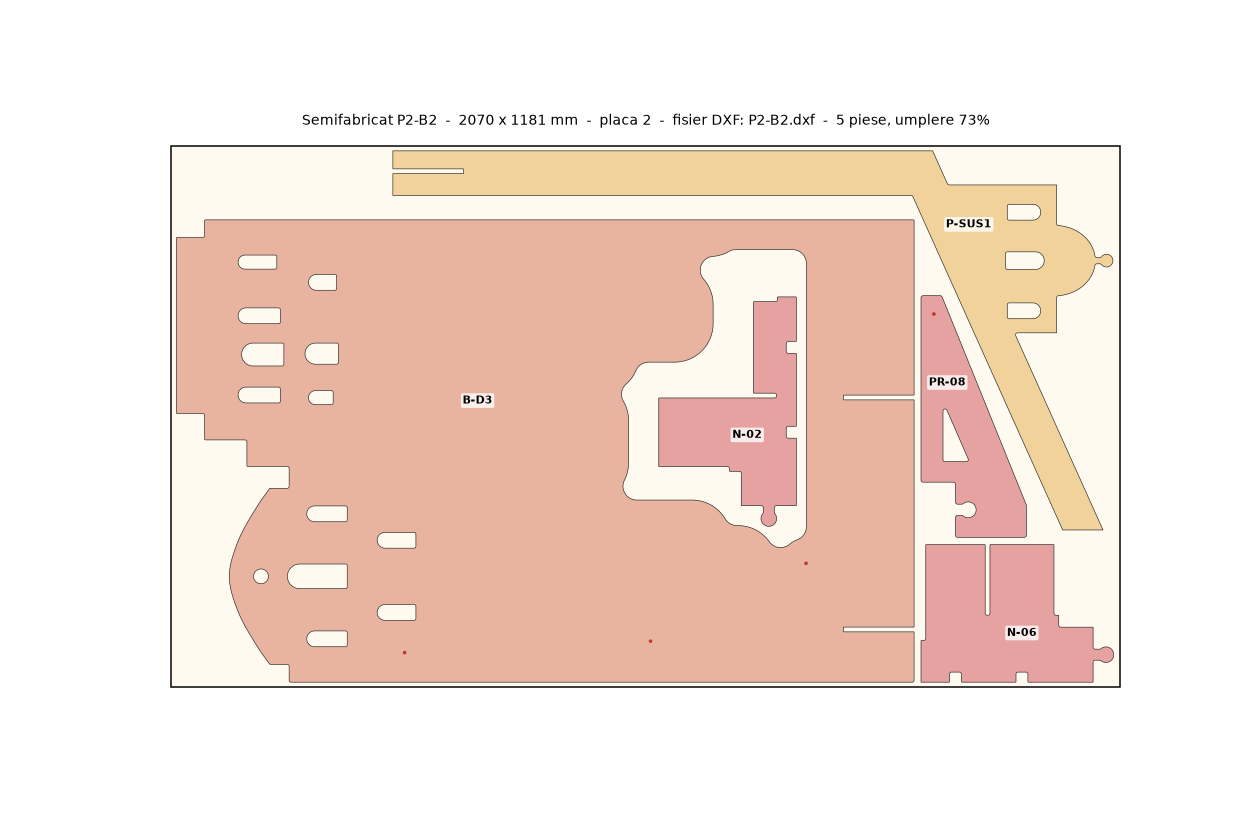 Semifabricat P2-B2 - 2070 x 1181 mm - placa 2 - fisier DXF: P2-B2.dxf - 5 piese, umplere 73%
P-SUS1
PR-08
B-D3
N-02
N-06